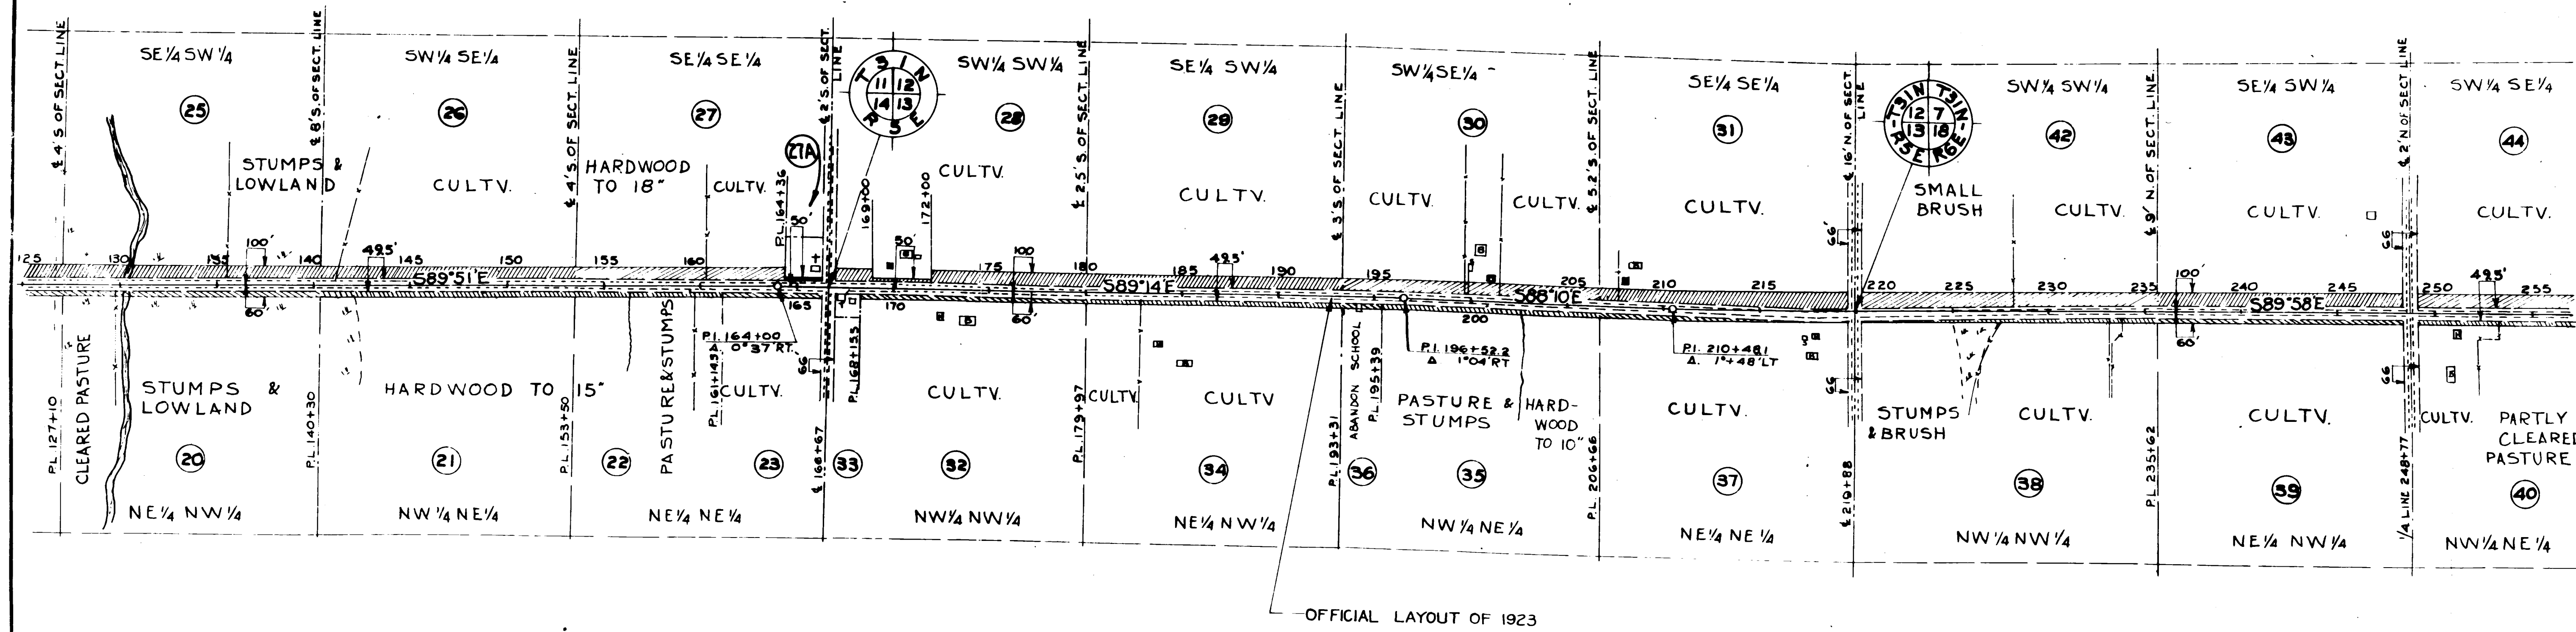 SE¼ SW¼
SW¼ SE¼
SE¼ SE¼
SW¼ SW¼
SE¼ SW¼
SW¼ SE¼
SE¼ SE¼
SW¼ SW¼
SE¼ SW¼
SW¼ SE¼
℄ 4' S OF SECT. LINE
℄ 8' S. OF SECT. LINE
℄ 4' S. OF SECT. LINE
℄ 2' S. OF SECT.
LINE
℄ 2.5' S. OF SECT. LINE
℄ 3' S OF SECT LINE
℄ 5.2' S. OF SECT. LINE
℄ 16' N. OF SECT.
LINE
℄ 9' N. OF SECT. LINE.
℄ 2' N OF SECT LINE
T31N
11 12
14 13
R5E
T31N T31N
12 7
13 18
R5E R6E
25
26
27
27A
28
29
30
31
42
43
44
STUMPS &
LOWLAND
CULTV.
HARDWOOD
TO 18"
CULTV.
CULTV.
CULTV.
CULTV.
CULTV.
CULTV.
SMALL
BRUSH
CULTV.
CULTV.
CULTV.
P.L. 164+36
50'
169+00
172+00
50'
100'
49.5'
100
49.5'
66'
100'
66
49.5'
125
130
135
140
145
150
155
160
165
170
175
180
185
190
195
200
205
210
215
220
225
230
235
240
245
250
255
S89°51'E
S89°14'E
S88°10'E
S89°58'E
60'
60'
60'
66
66
66
P.I. 164+00
Δ 0°37' RT.
P.I. 196+52.2
Δ 1°04' RT
P.I. 210+48.1
Δ. 1°+48' LT
P.L. 127+10
CLEARED PASTURE
STUMPS &
LOWLAND
P.L. 140+30
HARDWOOD TO 15"
P.L. 153+50
PASTURE & STUMPS
CULTV.
℄ 166+67
P.L. 168+15.5
CULTV.
P.L. 179+97
CULTV.
CULTV
P.L. 193+31
ABANDON SCHOOL
P.L. 195+39
PASTURE &
STUMPS
HARD-
WOOD
TO 10"
P.L. 206+66
CULTV.
℄ 219+88
STUMPS
& BRUSH
CULTV.
P.L. 235+62
CULTV.
¼ LINE 248+77
CULTV.
PARTLY
CLEARED
PASTURE
20
21
22
23
33
32
34
36
35
37
38
39
40
NE¼ NW¼
NW¼ NE¼
NE¼ NE¼
NW¼ NW¼
NE¼ NW¼
NW¼ NE¼
NE¼ NE¼
NW¼ NW¼
NE¼ NW¼
NW¼ NE¼
OFFICIAL LAYOUT OF 1923